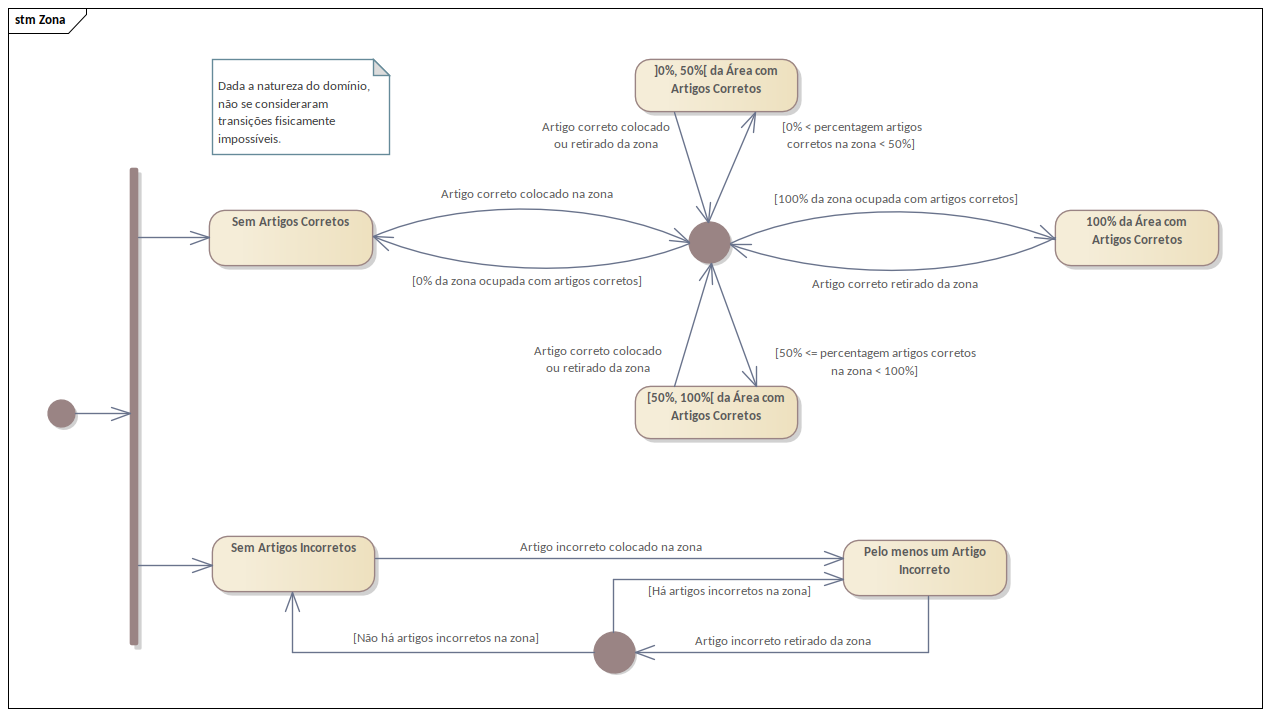 stm Zona
Dada a natureza do domínio,
não se consideraram
transições fisicamente
impossíveis.
]0%, 50%[ da Área com
Artigos Corretos
Artigo correto colocado
ou retirado da zona
[0% < percentagem artigos
corretos na zona < 50%]
Sem Artigos Corretos
Artigo correto colocado na zona
[0% da zona ocupada com artigos corretos]
[100% da zona ocupada com artigos corretos]
Artigo correto retirado da zona
100% da Área com
Artigos Corretos
Artigo correto colocado
ou retirado da zona
[50% <= percentagem artigos corretos
na zona < 100%]
[50%, 100%[ da Área com
Artigos Corretos
Sem Artigos Incorretos
Artigo incorreto colocado na zona
Pelo menos um Artigo
Incorreto
[Há artigos incorretos na zona]
[Não há artigos incorretos na zona]
Artigo incorreto retirado da zona